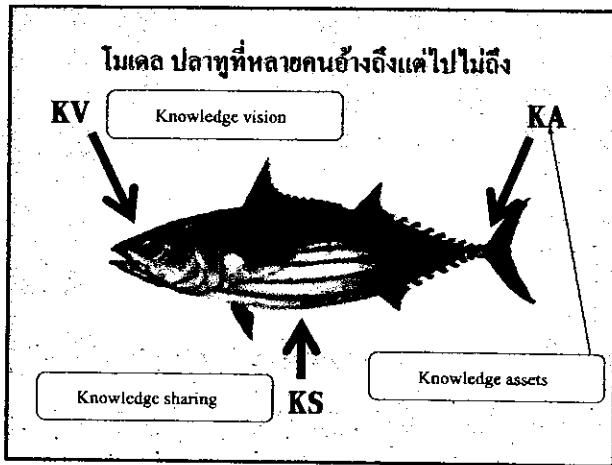 โมเดล ปลาทูที่หลายคนอ้างถึงแต่ไปไม่ถึง
KV
Knowledge vision
KA
Knowledge sharing
KS
Knowledge assets